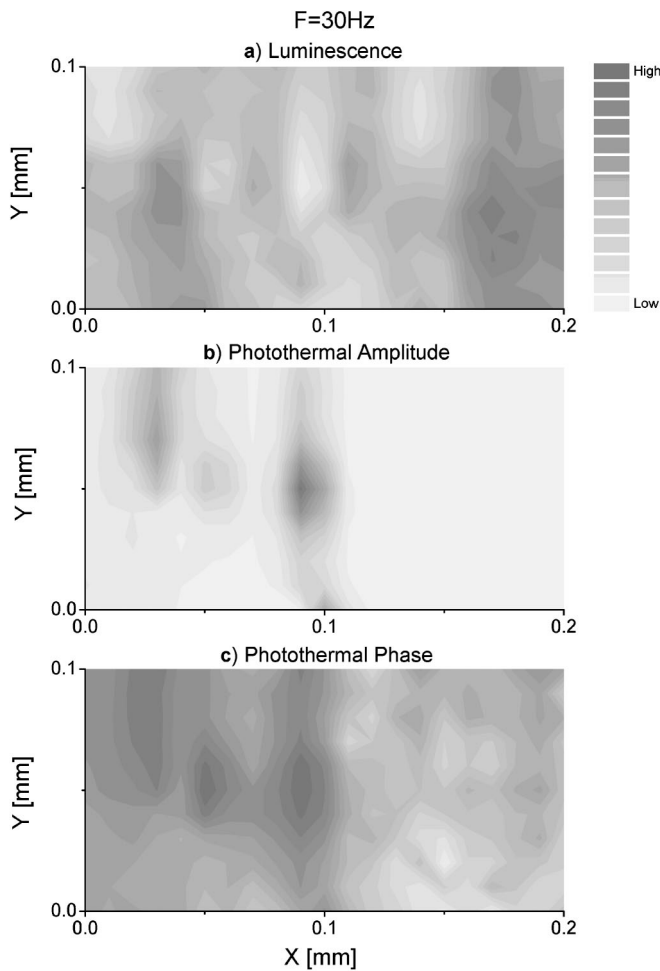 F=30Hz
a) Luminescence
High
0.1
Y [mm]
0.0
Low
0.0 0.1 0.2
b) Photothermal Amplitude
0.1
Y [mm]
0.0
0.0 0.1 0.2
c) Photothermal Phase
0.1
Y [mm]
0.0
0.0 0.1 0.2
X [mm]